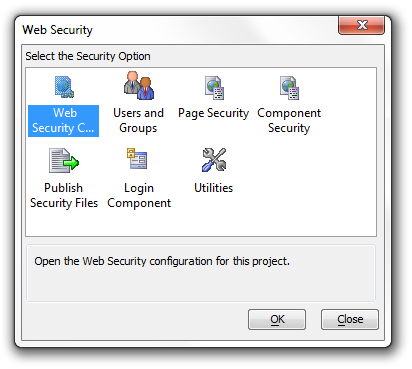 Web Security
Select the Security Option
Web
Security C...
Users and
Groups
Page Security
Component
Security
Publish
Security Files
Login
Component
Utilities
Open the Web Security configuration for this project.
OK
Close